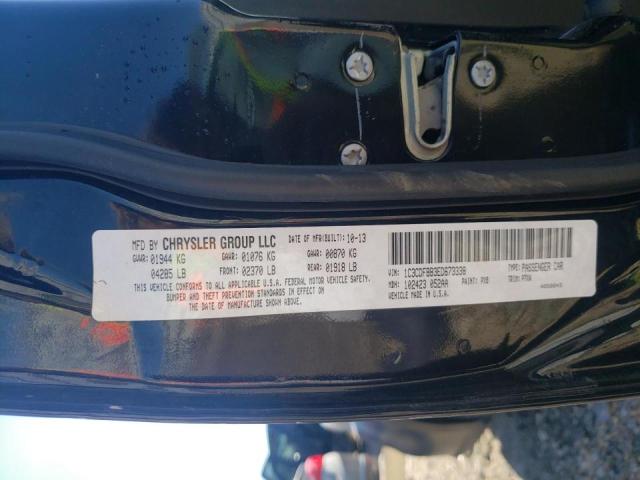 MFD BY CHRYSLER GROUP LLC
DATE OF MFR(BUILT): 10-13
GVWR: 01944 KG
04285 LB
GAWR: 01076 KG
FRONT: 02370 LB
GAWR: 00870 KG
REAR: 01918 LB
THIS VEHICLE CONFORMS TO ALL APPLICABLE U.S.A. FEDERAL MOTOR VEHICLE SAFETY,
BUMPER AND THEFT PREVENTION STANDARDS IN EFFECT ON
THE DATE OF MANUFACTURE SHOWN ABOVE.
MADE IN U.S.A.
VIN: 1C3CDFBB3ED673338
TYPE: PASSENGER CAR
MDH: 102423 052AA
PAINT: PX8
TRIM: